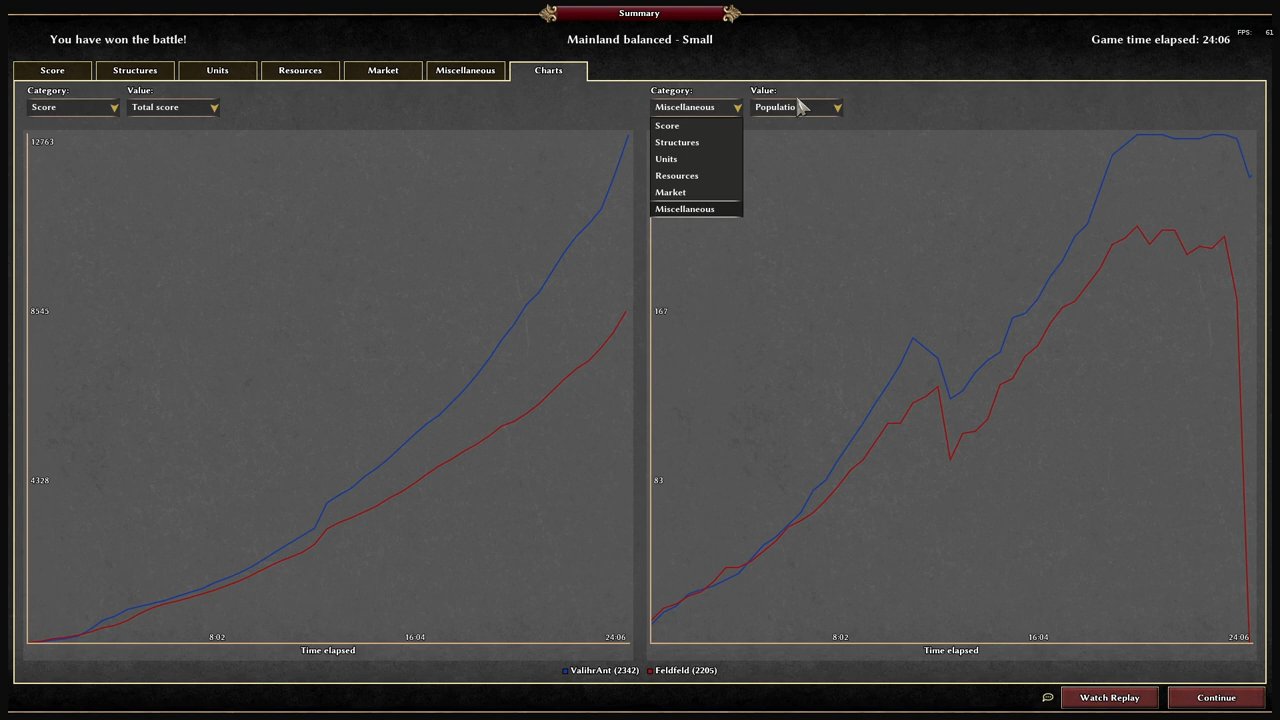 Summary
You have won the battle!
Mainland balanced - Small
Game time elapsed: 24:06
FPS: 61
Score
Structures
Units
Resources
Market
Miscellaneous
Charts
Category:
Value:
Score
Total score
12763
8545
4328
8:02
16:04
24:06
Time elapsed
Category:
Value:
Miscellaneous
Populatio
Score
Structures
Units
Resources
Market
Miscellaneous
167
83
8:02
16:04
24:06
Time elapsed
ValihrAnt (2342)
Feldfeld (2205)
Watch Replay
Continue